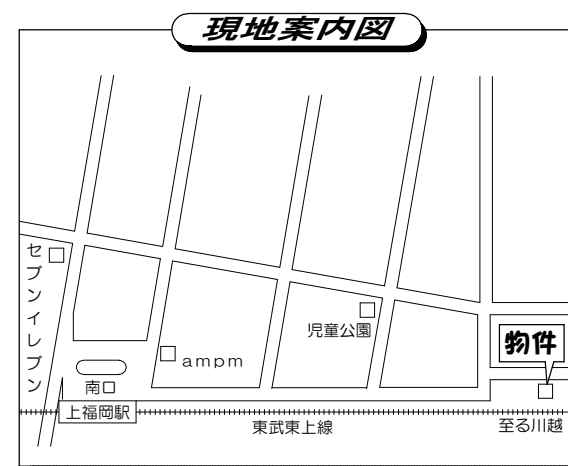 現地案内図
セブンイレブン
児童公園
物件
ampm
南口
上福岡駅
東武東上線
至る川越